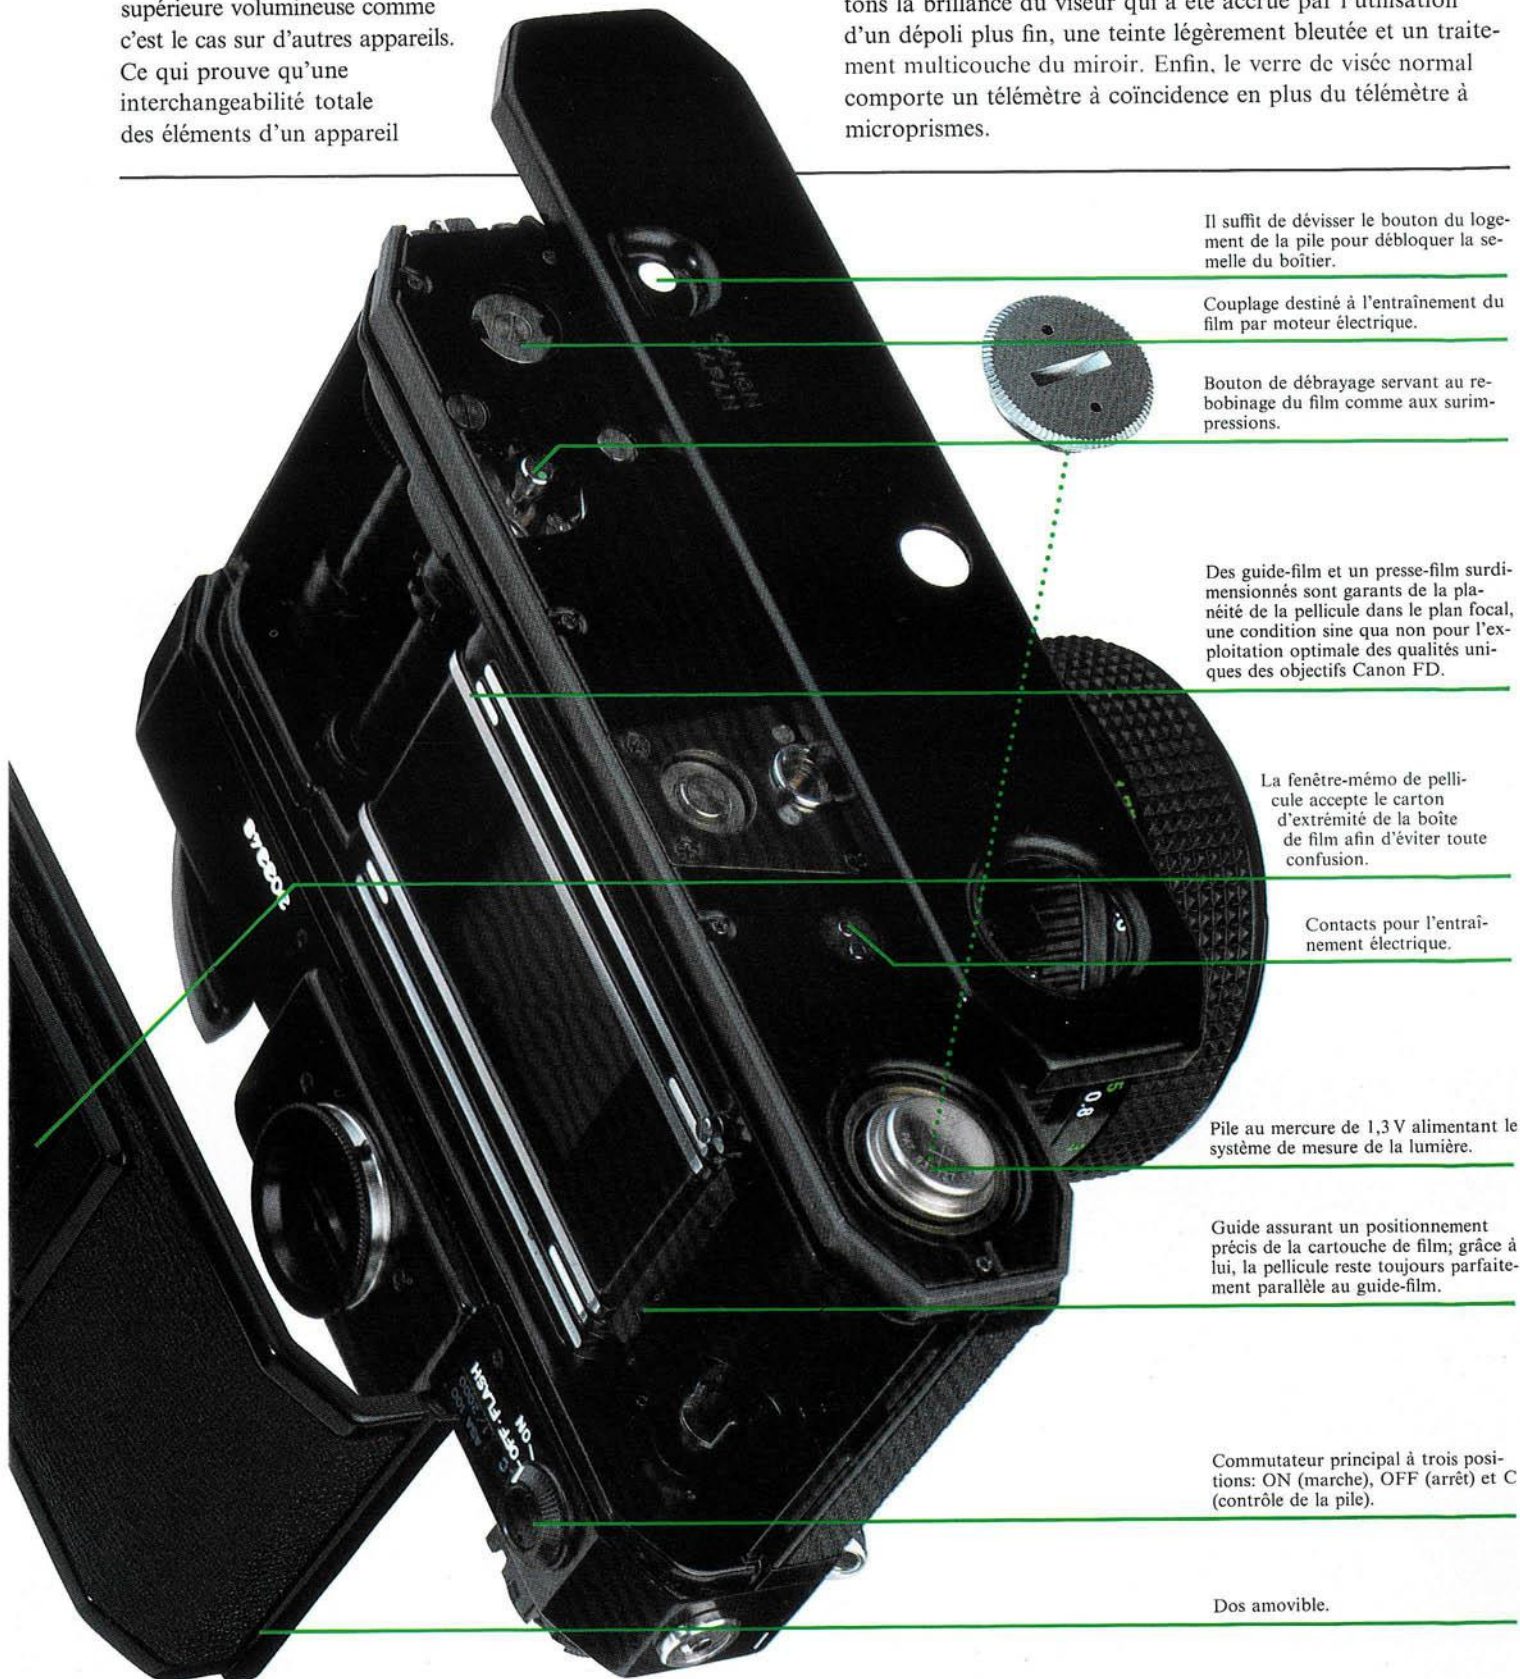 supérieure volumineuse comme
c'est le cas sur d'autres appareils.
Ce qui prouve qu'une
interchangeabilité totale
des éléments d'un appareil
tons la brillance du viseur qui a été accrue par l'utilisation
d'un dépoli plus fin, une teinte légèrement bleutée et un traite-
ment multicouche du miroir. Enfin, le verre de visée normal
comporte un télémètre à coïncidence en plus du télémètre à
microprismes.
Il suffit de dévisser le bouton du loge-
ment de la pile pour débloquer la se-
melle du boîtier.
Couplage destiné à l'entraînement du
film par moteur électrique.
Bouton de débrayage servant au re-
bobinage du film comme aux surim-
pressions.
Des guide-film et un presse-film surdi-
mensionnés sont garants de la pla-
néité de la pellicule dans le plan focal,
une condition sine qua non pour l'ex-
ploitation optimale des qualités uni-
ques des objectifs Canon FD.
La fenêtre-mémo de pelli-
cule accepte le carton
d'extrémité de la boîte
de film afin d'éviter toute
confusion.
Contacts pour l'entraî-
nement électrique.
Pile au mercure de 1,3 V alimentant le
système de mesure de la lumière.
Guide assurant un positionnement
précis de la cartouche de film; grâce à
lui, la pellicule reste toujours parfaite-
ment parallèle au guide-film.
Commutateur principal à trois posi-
tions: ON (marche), OFF (arrêt) et C
(contrôle de la pile).
Dos amovible.
CANON
JAPAN
5
0.8
ASA 100
1/2000
C
OFF-FLASH
ON